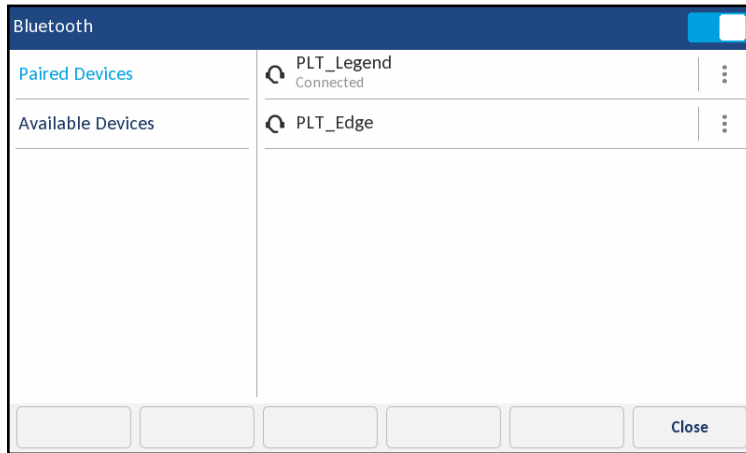 Bluetooth
Paired Devices
Available Devices
PLT_Legend
Connected
PLT_Edge
Close